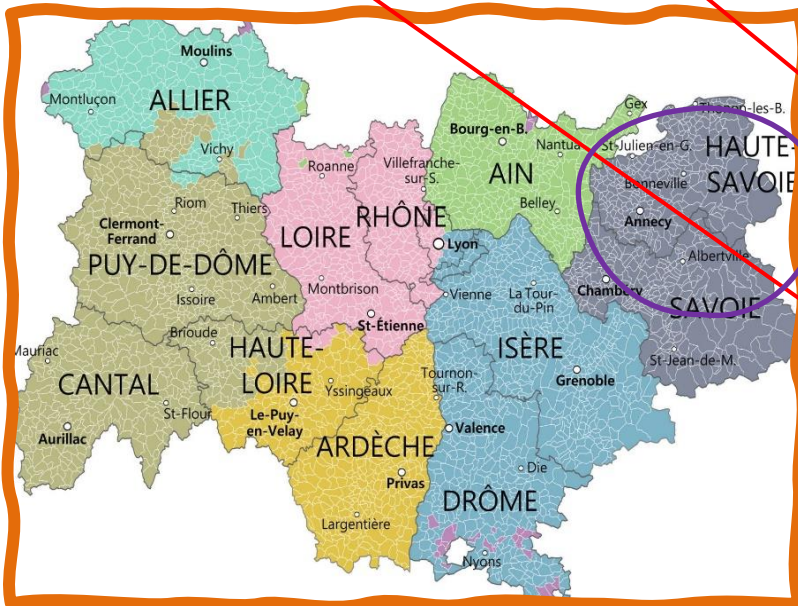 Moulins
Montluçon
ALLIER
Vichy
Gex
Thonon-les-B.
Bourg-en-B.
Nantua
St-Julien-en-G.
HAUTE-
SAVOIE
Roanne
Villefranche-
sur-S.
AIN
Bonneville
Riom
Thiers
Belley
Annecy
Clermont-
Ferrand
LOIRE
RHÔNE
Lyon
Albertville
PUY-DE-DÔME
Issoire
Ambert
Montbrison
Vienne
La Tour-
du-Pin
Chambéry
SAVOIE
St-Étienne
Brioude
Mauriac
HAUTE-
LOIRE
ISÈRE
St-Jean-de-M.
CANTAL
Yssingeaux
Tournon-
sur-R.
Grenoble
St-Flour
Le-Puy-
en-Velay
Aurillac
Valence
ARDÈCHE
Privas
Die
DRÔME
Largentière
Nyons